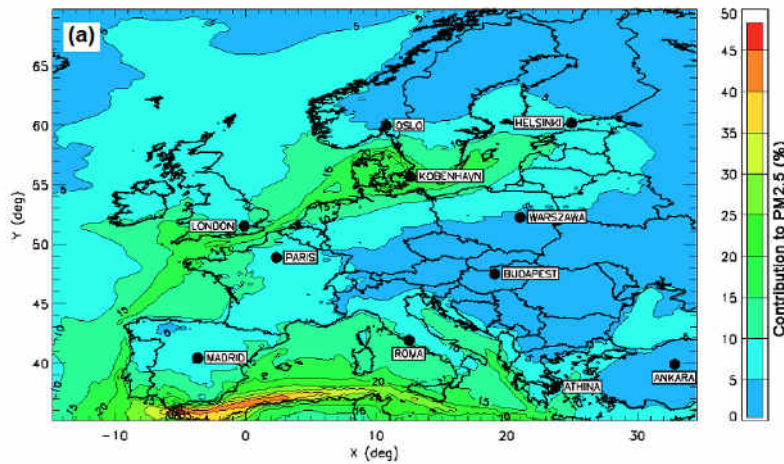 (a)
OSLO
HELSINKI
KOBENHAVN
LONDON
WARSZAWA
PARIS
BUDAPEST
MADRID
ROMA
ATHINA
ANKARA
Y (deg)
65
60
55
50
45
40
-10
0
10
20
30
X (deg)
50
45
40
35
30
25
20
15
10
5
0
Contribution to PM2.5 (%)